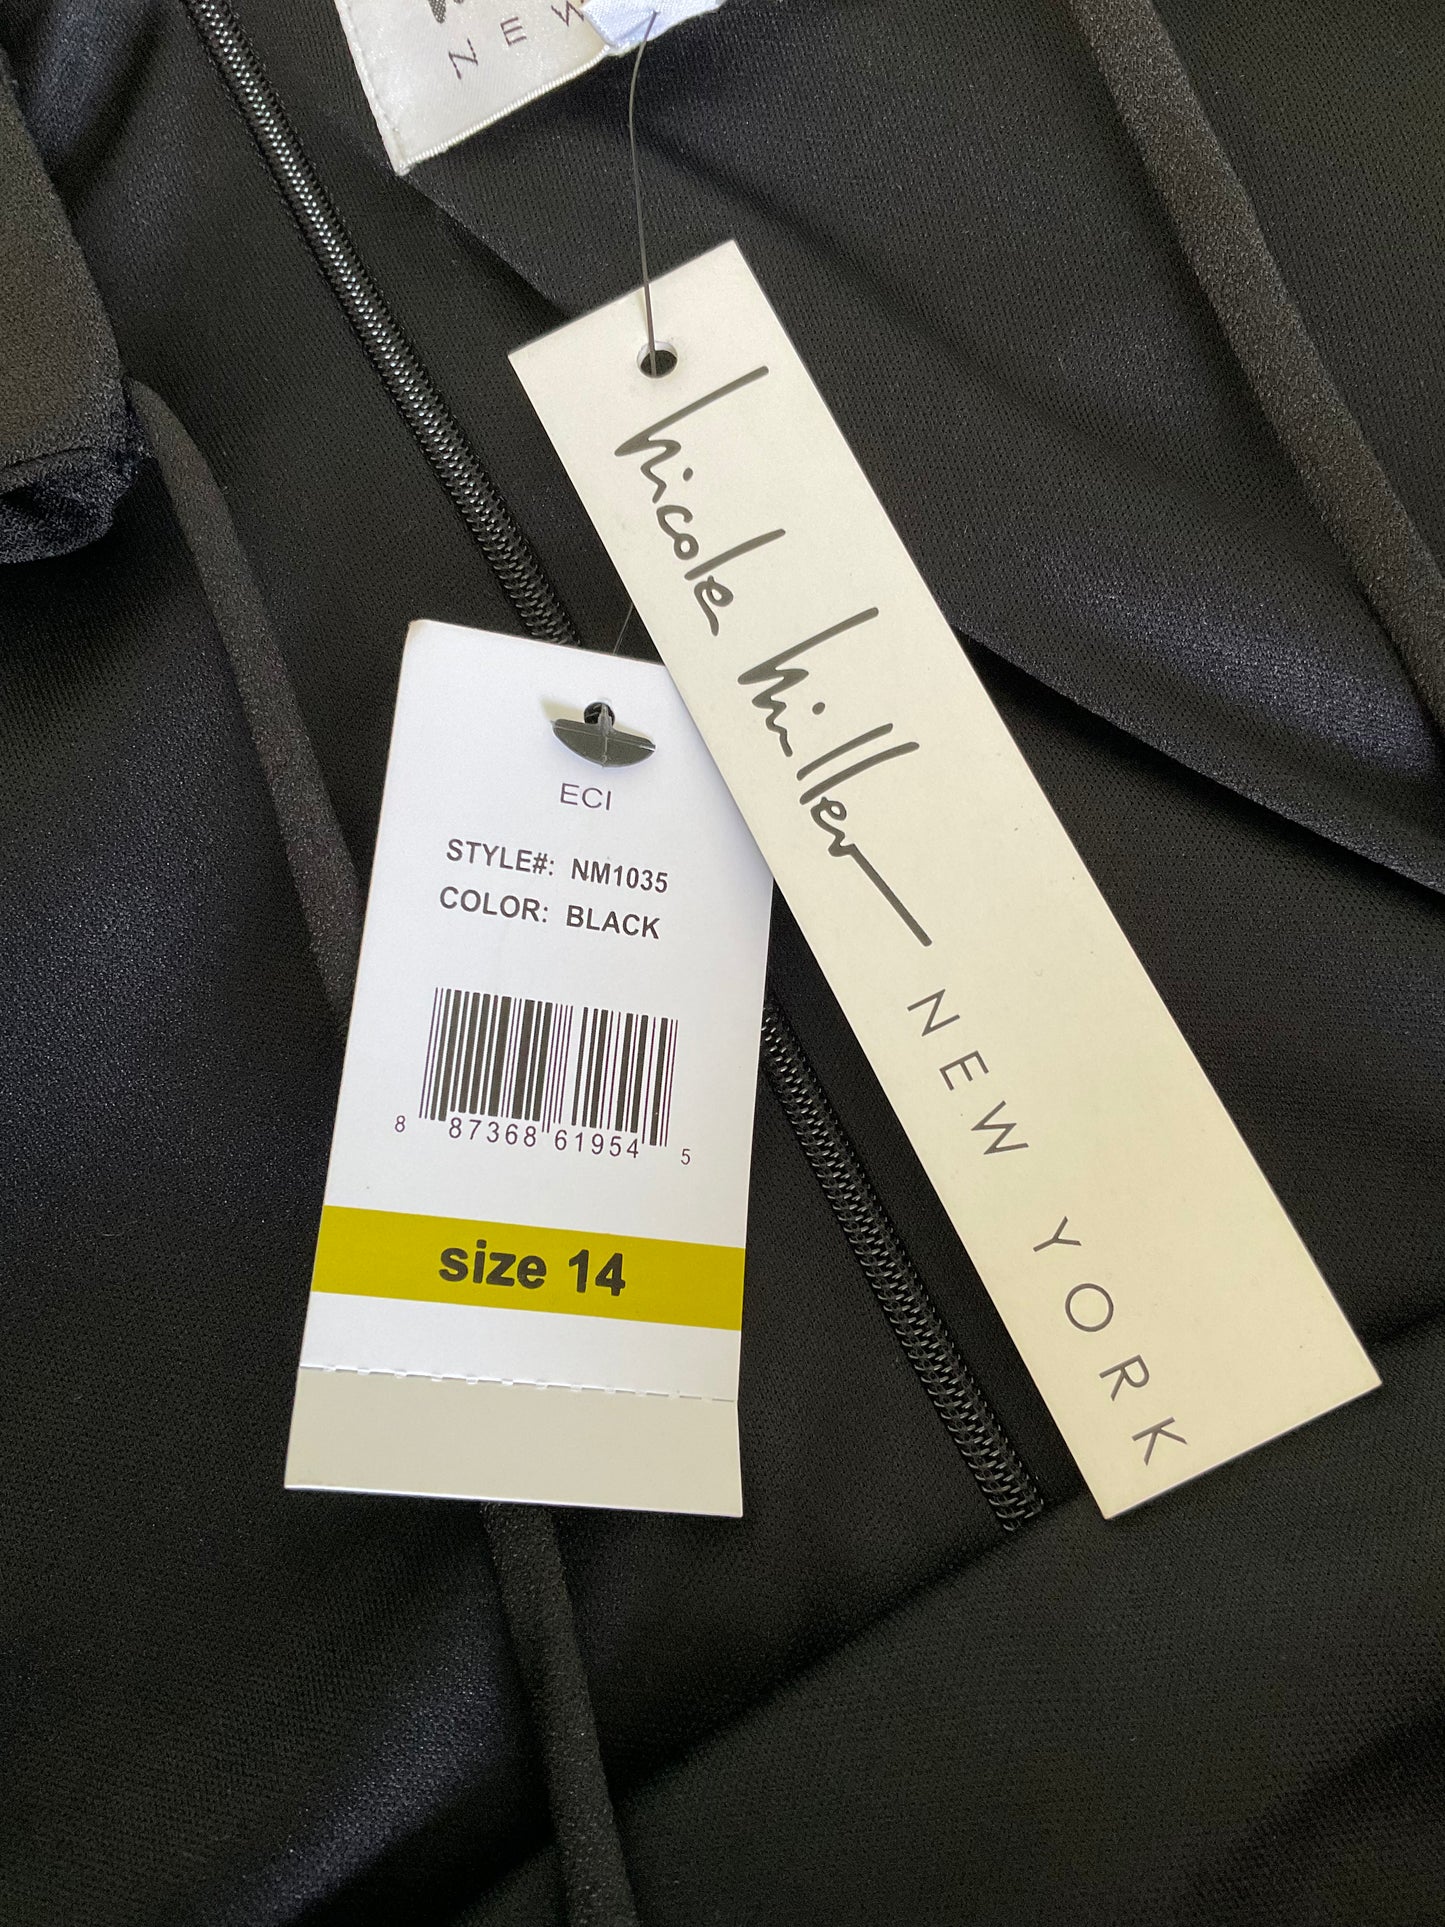 NEW
nicole miller
NEW YORK
ECI
STYLE#: NM1035
COLOR: BLACK
8 87368 61954 5
size 14